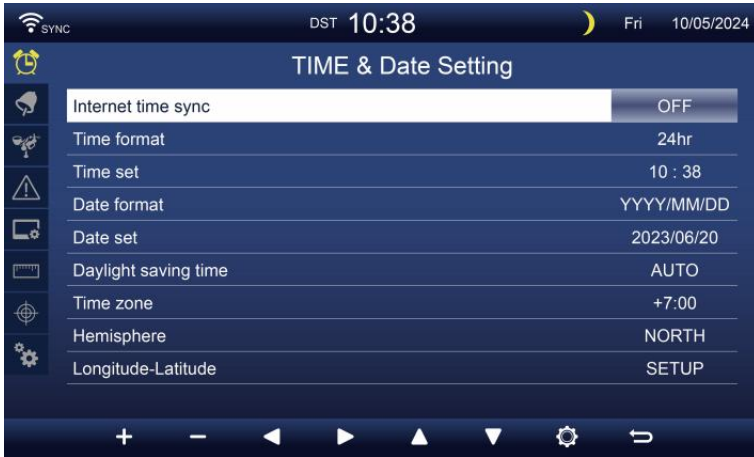 SYNC DST 10:38 Fri 10/05/2024
TIME & Date Setting
Internet time sync OFF
Time format 24hr
Time set 10 : 38
Date format YYYY/MM/DD
Date set 2023/06/20
Daylight saving time AUTO
Time zone +7:00
Hemisphere NORTH
Longitude-Latitude SETUP